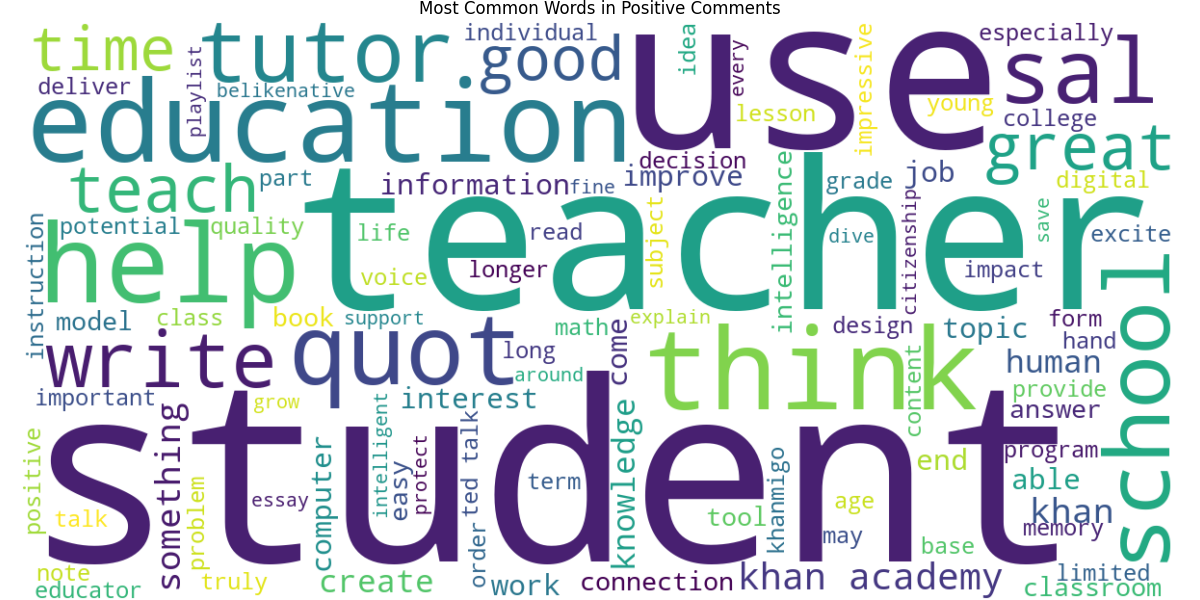 Most Common Words in Positive Comments
time
tutor
individual
good
idea
use
every
impressive
especially
sal
deliver
playlist
belikenative
education
lesson
young
college
great
teach
part
information
fine
decision
improve
intelligence
grade
job
digital
potential
quality
instruction
help
life
read
voice
longer
teacher
subject
dive
citizenship
save
excite
impact
model
class
book
support
math
explain
design
topic
form
hand
school
write
quot
long
around
come
think
content
human
provide
important
grow
interest
answer
something
student
positive
talk
problem
essay
computer
intelligent
easy
protect
order
ted talk
term
knowledge
tool
khanmigo
age
may
end
base
program
able
khan
memory
note
educator
truly
create
work
connection
khan academy
limited
classroom